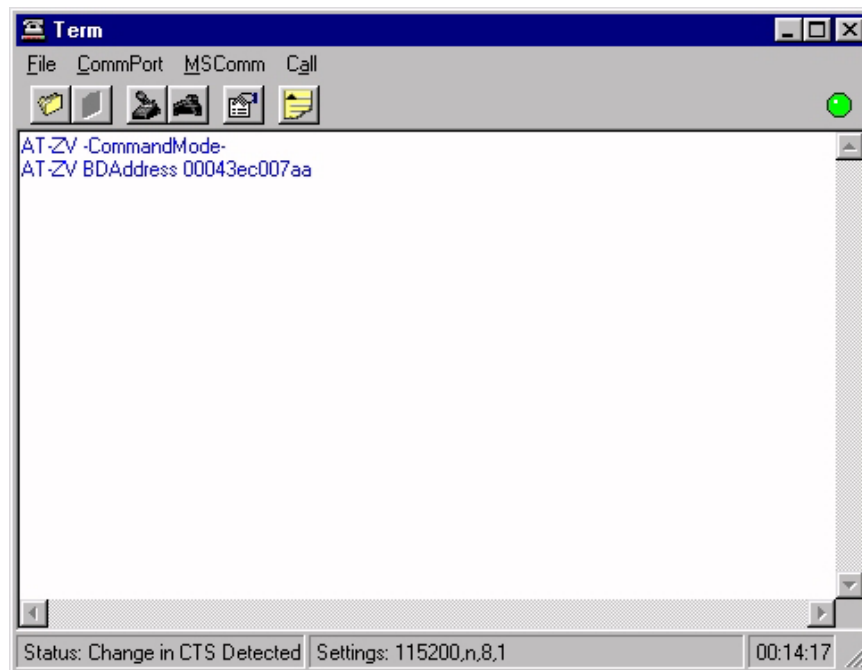 Term
File CommPort MSComm Call
AT-ZV -CommandMode-
AT-ZV BDAddress 00043ec007aa
Status: Change in CTS Detected Settings: 115200,n,8,1 00:14:17